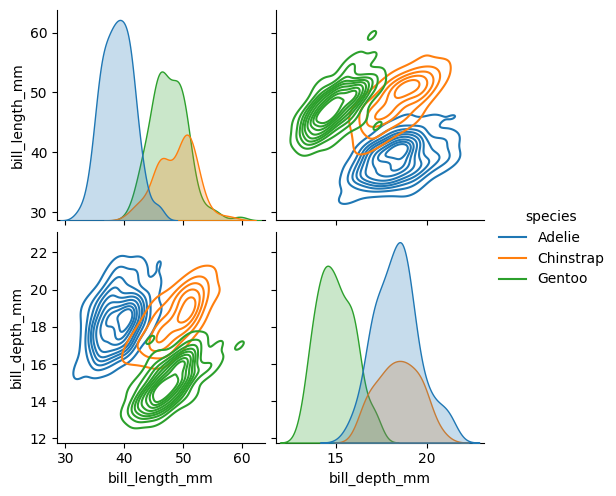 60
50
40
30
bill_length_mm
species
Adelie
Chinstrap
Gentoo
22
20
18
16
14
12
bill_depth_mm
30 40 50 60
bill_length_mm
15 20
bill_depth_mm